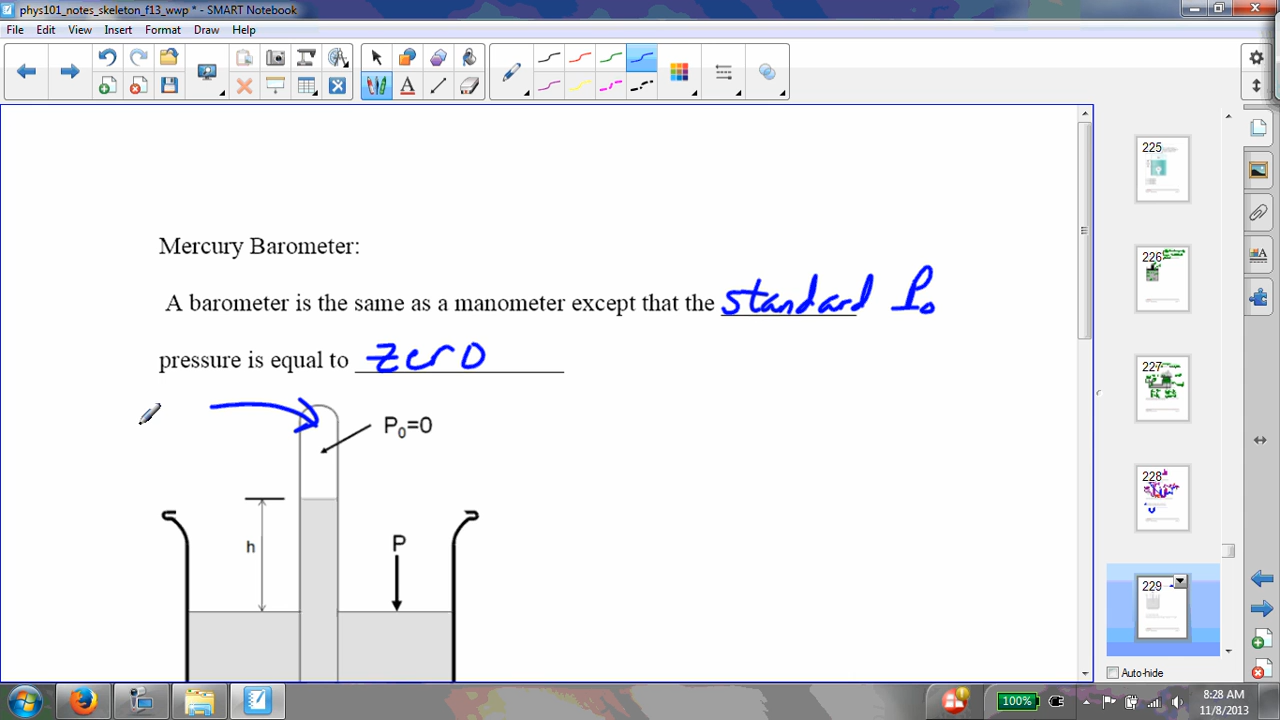 phys101_notes_skeleton_f13_wwp * - SMART Notebook
File Edit View Insert Format Draw Help
Mercury Barometer:
A barometer is the same as a manometer except that the standard P₀
pressure is equal to zero
P₀=0
h
P
225
226
227
228
229
Auto-hide
100%
8:28 AM
11/8/2013